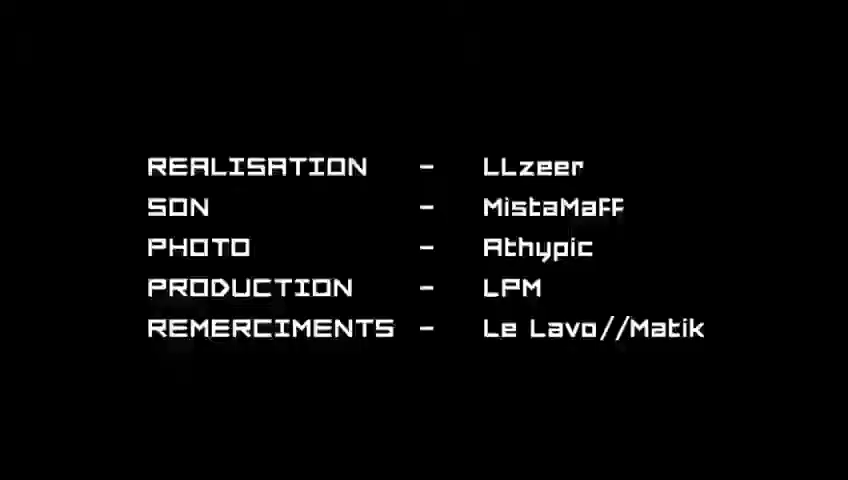 REALISATION - LLzeer
SON - MistaMaff
PHOTO - Athypic
PRODUCTION - LPM
REMERCIMENTS - Le Lavo//Matik